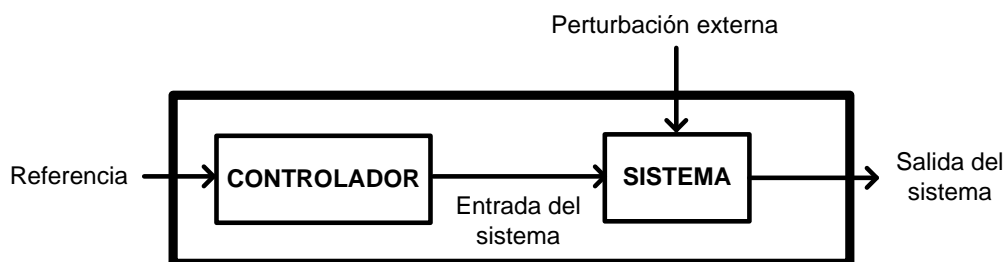 Perturbación externa
Referencia
CONTROLADOR
Entrada del
sistema
SISTEMA
Salida del
sistema